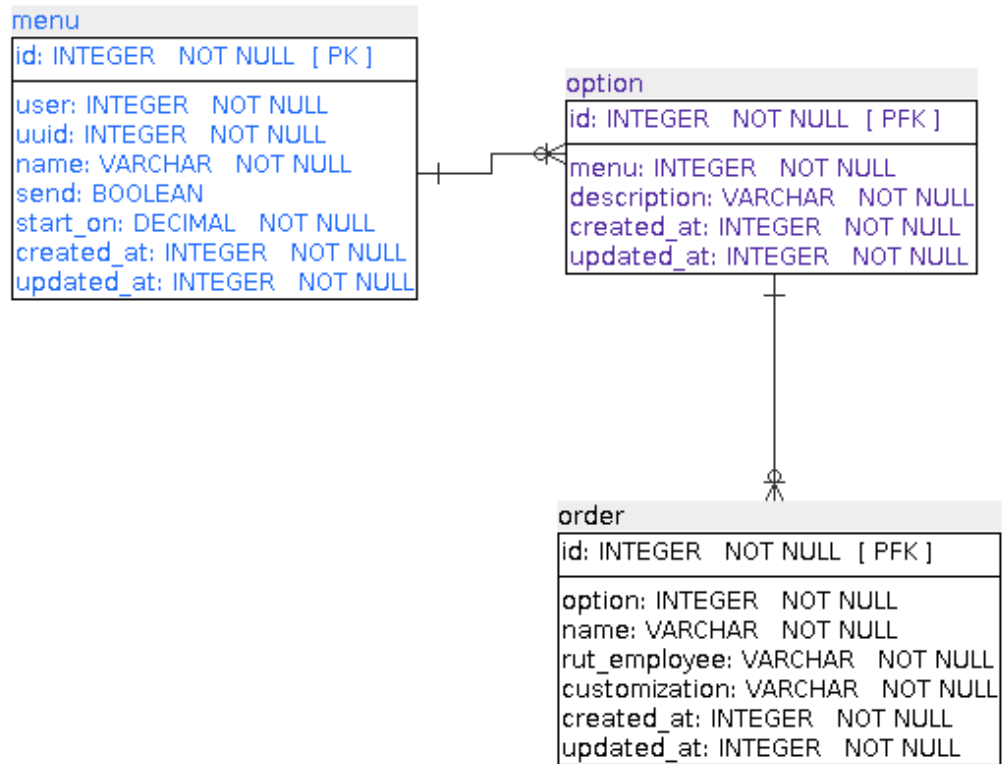 menu
id: INTEGER NOT NULL [ PK ]
user: INTEGER NOT NULL
uuid: INTEGER NOT NULL
name: VARCHAR NOT NULL
send: BOOLEAN
start_on: DECIMAL NOT NULL
created_at: INTEGER NOT NULL
updated_at: INTEGER NOT NULL
option
id: INTEGER NOT NULL [ PFK ]
menu: INTEGER NOT NULL
description: VARCHAR NOT NULL
created_at: INTEGER NOT NULL
updated_at: INTEGER NOT NULL
order
id: INTEGER NOT NULL [ PFK ]
option: INTEGER NOT NULL
name: VARCHAR NOT NULL
rut_employee: VARCHAR NOT NULL
customization: VARCHAR NOT NULL
created_at: INTEGER NOT NULL
updated_at: INTEGER NOT NULL